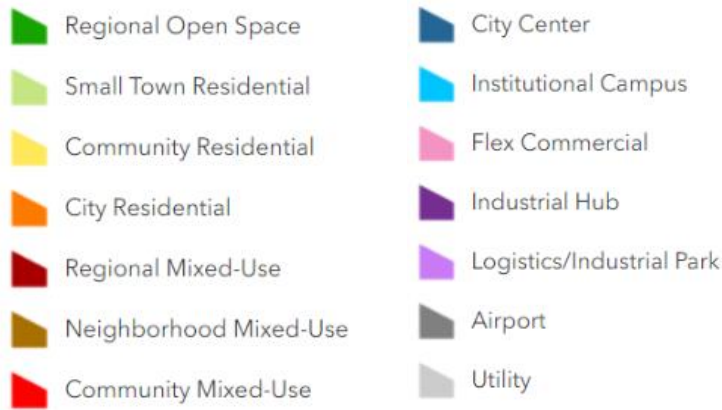 Regional Open Space
Small Town Residential
Community Residential
City Residential
Regional Mixed-Use
Neighborhood Mixed-Use
Community Mixed-Use
City Center
Institutional Campus
Flex Commercial
Industrial Hub
Logistics/Industrial Park
Airport
Utility